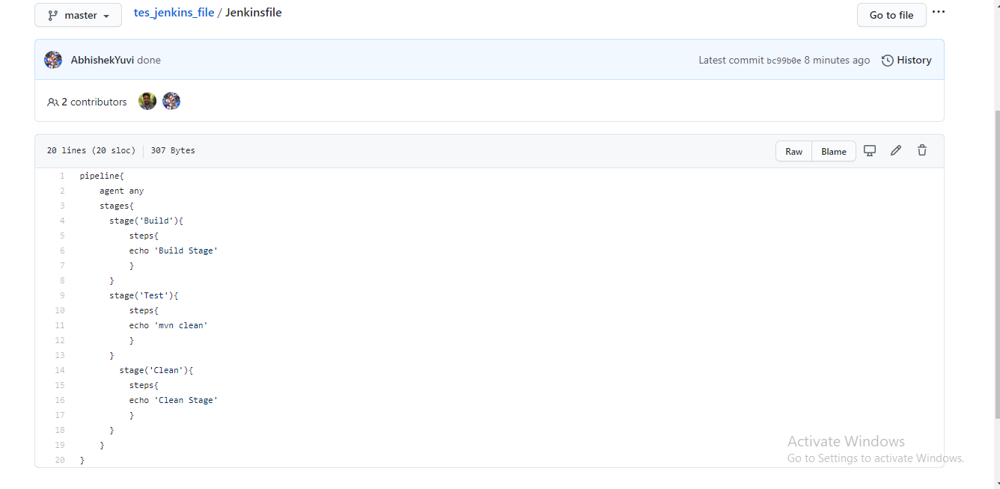 master tes_jenkins_file / Jenkinsfile Go to file ...
AbhishekYuvi done Latest commit bc99b0e 8 minutes ago History
2 contributors
20 lines (20 sloc) 307 Bytes Raw Blame
1 pipeline{
2     agent any
3     stages{
4       stage('Build'){
5           steps{
6           echo 'Build Stage'
7           }
8       }
9       stage('Test'){
10           steps{
11           echo 'mvn clean'
12           }
13       }
14         stage('Clean'){
15           steps{
16           echo 'Clean Stage'
17           }
18       }
19     }
20 }
Activate Windows
Go to Settings to activate Windows.